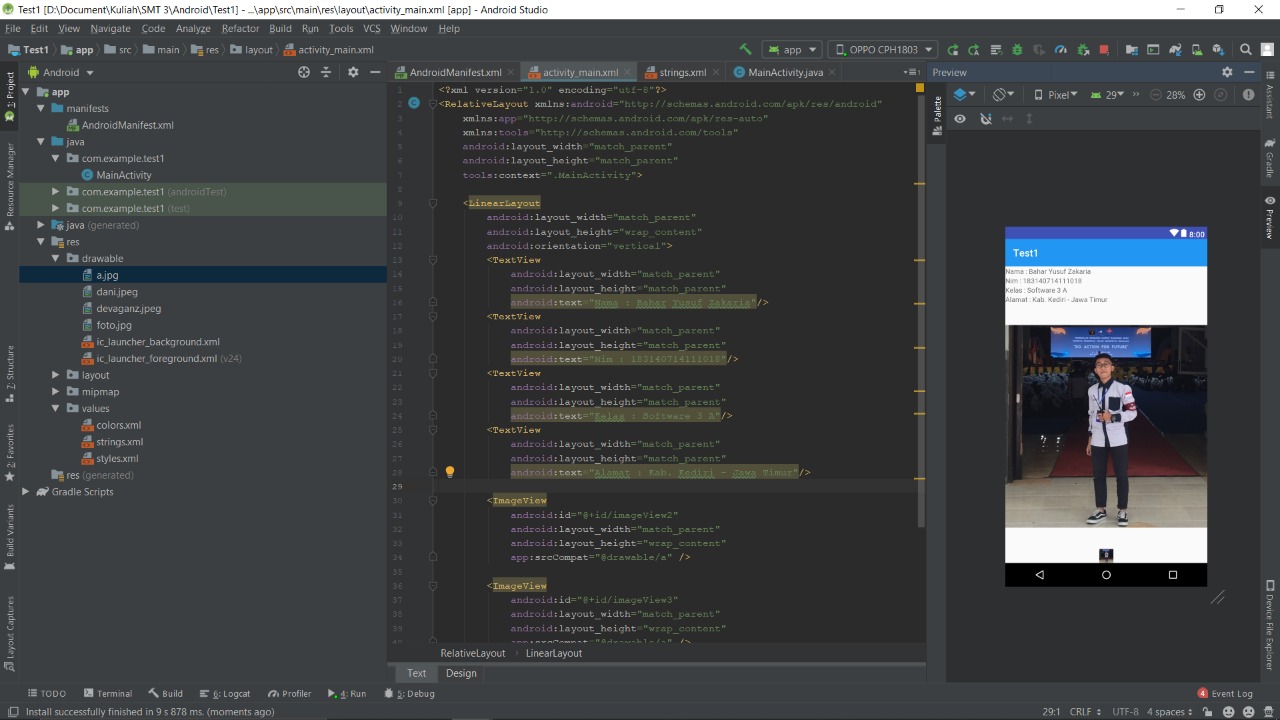 Test1 [D:\Document\Kuliah\SMT 3\Android\Test1] - ...\app\src\main\res\layout\activity_main.xml [app] - Android Studio
File Edit View Navigate Code Analyze Refactor Build Run Tools VCS Window Help
Test1 app src main res layout activity_main.xml app OPPO CPH1803
Android
AndroidManifest.xml activity_main.xml strings.xml MainActivity.java
Preview
1: Project
Resource Manager
7: Structure
2: Favorites
Build Variants
Layout Captures
app
manifests
AndroidManifest.xml
java
com.example.test1
MainActivity
com.example.test1 (androidTest)
com.example.test1 (test)
java (generated)
res
drawable
a.jpg
dani.jpeg
devaganz.jpeg
foto.jpg
ic_launcher_background.xml
ic_launcher_foreground.xml (v24)
layout
mipmap
values
colors.xml
strings.xml
styles.xml
res (generated)
Gradle Scripts
1 <?xml version="1.0" encoding="utf-8"?>
2 <RelativeLayout xmlns:android="http://schemas.android.com/apk/res/android"
3 xmlns:app="http://schemas.android.com/apk/res-auto"
4 xmlns:tools="http://schemas.android.com/tools"
5 android:layout_width="match_parent"
6 android:layout_height="match_parent"
7 tools:context=".MainActivity">
8
9 <LinearLayout
10 android:layout_width="match_parent"
11 android:layout_height="wrap_content"
12 android:orientation="vertical">
13 <TextView
14 android:layout_width="match_parent"
15 android:layout_height="match_parent"
16 android:text="Nama : Bahar Yusuf Zakaria"/>
17 <TextView
18 android:layout_width="match_parent"
19 android:layout_height="match_parent"
20 android:text="Nim : 183140714111018"/>
21 <TextView
22 android:layout_width="match_parent"
23 android:layout_height="match_parent"
24 android:text="Kelas : Software 3 A"/>
25 <TextView
26 android:layout_width="match_parent"
27 android:layout_height="match_parent"
28 android:text="Alamat : Kab. Kediri - Jawa Timur"/>
29
30 <ImageView
31 android:id="@+id/imageView2"
32 android:layout_width="match_parent"
33 android:layout_height="wrap_content"
34 app:srcCompat="@drawable/a" />
35
36 <ImageView
37 android:id="@+id/imageView3"
38 android:layout_width="match_parent"
39 android:layout_height="wrap_content"
40 app:srcCompat="@drawable/a" />
RelativeLayout LinearLayout
Text Design
Palette
Pixel 29 28%
8:00
Test1
Nama : Bahar Yusuf Zakaria
Nim : 183140714111018
Kelas : Software 3 A
Alamat : Kab. Kediri - Jawa Timur
"DO ACTION FOR FUTURE"
Assistant
Gradle
Preview
Device File Explorer
TODO Terminal Build 6: Logcat Profiler 4: Run 5: Debug 4 Event Log
Install successfully finished in 9 s 878 ms. (moments ago) 29:1 CRLF UTF-8 4 spaces